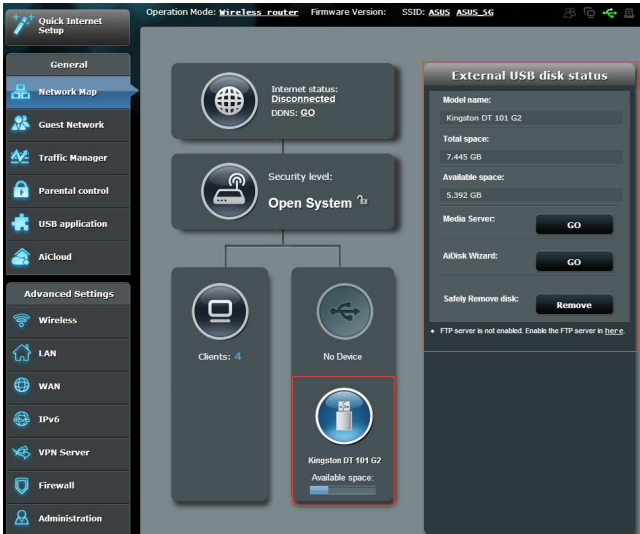 Quick Internet
Setup
Operation Mode: Wireless router Firmware Version: SSID: ASUS ASUS_5G
General
Network Map
Guest Network
Traffic Manager
Parental control
USB application
AiCloud
Advanced Settings
Wireless
LAN
WAN
IPv6
VPN Server
Firewall
Administration
Internet status:
Disconnected
DDNS: GO
Security level:
Open System
Clients: 4
No Device
Kingston DT 101 G2
Available space:
External USB disk status
Model name:
Kingston DT 101 G2
Total space:
7.445 GB
Available space:
5.392 GB
Media Server: GO
AiDisk Wizard: GO
Safely Remove disk: Remove
• FTP server is not enabled. Enable the FTP server in here.